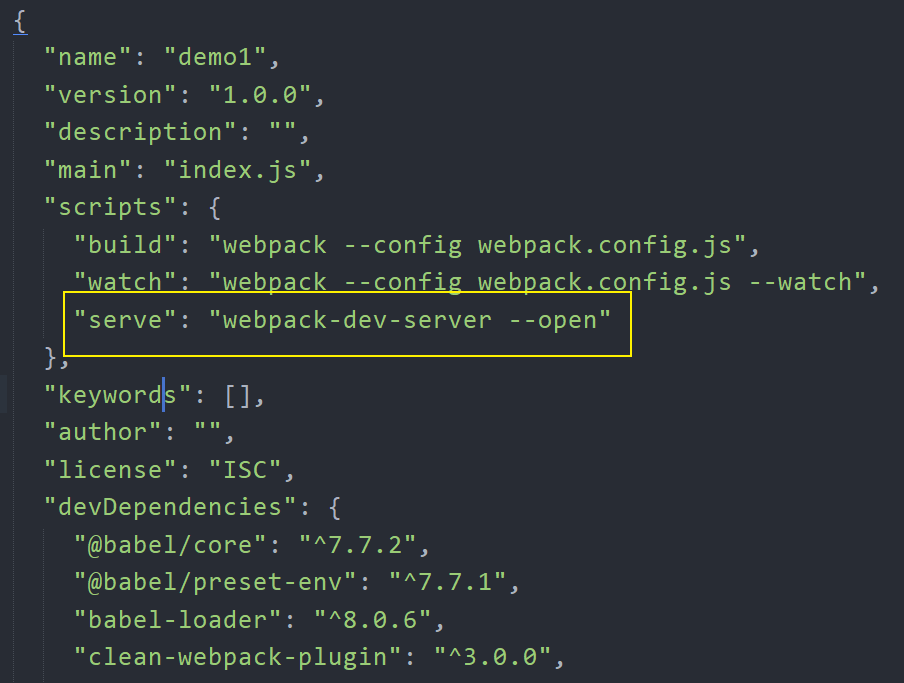 {
"name": "demo1",
"version": "1.0.0",
"description": "",
"main": "index.js",
"scripts": {
"build": "webpack --config webpack.config.js",
"watch": "webpack --config webpack.config.js --watch",
"serve": "webpack-dev-server --open"
},
"keywords": [],
"author": "",
"license": "ISC",
"devDependencies": {
"@babel/core": "^7.7.2",
"@babel/preset-env": "^7.7.1",
"babel-loader": "^8.0.6",
"clean-webpack-plugin": "^3.0.0",